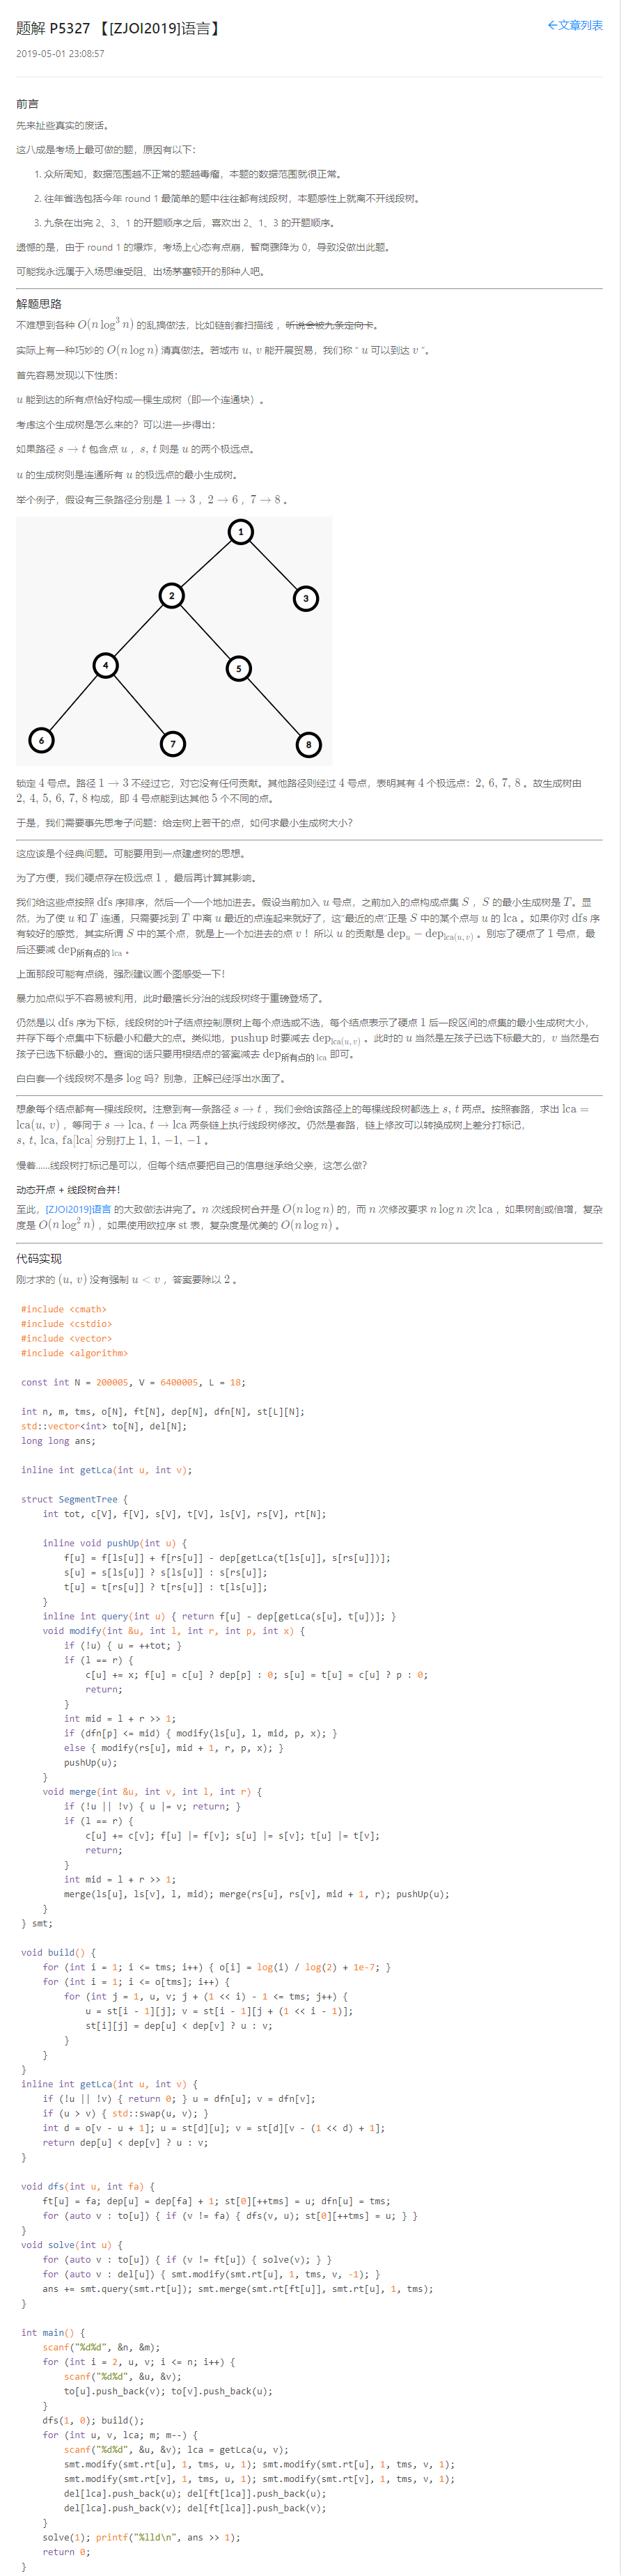 题解 P5327 【[ZJOI2019]语言】
←文章列表
2019-05-01 23:08:57
前言
先来扯些真实的废话。
这八成是考场上最可做的题，原因有以下：
1. 众所周知，数据范围越不正常的题越毒瘤，本题的数据范围就很正常。
2. 往年省选包括今年 round 1 最简单的题中往往都有线段树，本题感性上就离不开线段树。
3. 九条在出完 2、3、1 的开题顺序之后，喜欢出 2、1、3 的开题顺序。
遗憾的是，由于 round 1 的爆炸，考场上心态有点崩，智商骤降为 0，导致没做出此题。
可能我永远属于入场思维受阻、出场茅塞顿开的那种人吧。
解题思路
不难想到各种 O(n log³ n) 的乱搞做法，比如链剖套扫描线，听说会被九条定向卡。
实际上有一种巧妙的 O(n log n) 清真做法。若城市 u, v 能开展贸易，我们称 “ u 可以到达 v ”。
首先容易发现以下性质：
u 能到达的所有点恰好构成一棵生成树（即一个连通块）。
考虑这个生成树是怎么来的？可以进一步得出：
如果路径 s → t 包含点 u ，s, t 则是 u 的两个极远点。
u 的生成树则是连通所有 u 的极远点的最小生成树。
举个例子，假设有三条路径分别是 1 → 3 ，2 → 6 ，7 → 8 。
1
2
3
4
5
6
7
8
锁定 4 号点。路径 1 → 3 不经过它，对它没有任何贡献。其他路径则经过 4 号点，表明其有 4 个极远点：2, 6, 7, 8 。故生成树由
2, 4, 5, 6, 7, 8 构成，即 4 号点能到达其他 5 个不同的点。
于是，我们需要事先思考子问题：给定树上若干的点，如何求最小生成树大小？
这应该是个经典问题。可能要用到一点建虚树的思想。
为了方便，我们硬点存在极远点 1 ，最后再计算其影响。
我们给这些点按照 dfs 序排序，然后一个一个地加进去。假设当前加入 u 号点，之前加入的点构成点集 S ，S 的最小生成树是 T。显
然，为了使 u 和 T 连通，只需要找到 T 中离 u 最近的点连起来就好了，这“最近的点”正是 S 中的某个点与 u 的 lca 。如果你对 dfs 序
有较好的感觉，其实所谓 S 中的某个点，就是上一个加进去的点 v ！所以 u 的贡献是 dep_u − dep_lca(u,v) 。别忘了硬点了 1 号点，最
后还要减 dep_所有点的 lca 。
上面那段可能有点绕，强烈建议画个图感受一下！
暴力加点似乎不容易被利用，此时最擅长分治的线段树终于重磅登场了。
仍然是以 dfs 序为下标，线段树的叶子结点控制原树上每个点选或不选，每个结点表示了硬点 1 后一段区间的点集的最小生成树大小，
并存下每个点集中下标最小和最大的点。类似地，pushup 时要减去 dep_lca(u,v) 。此时的 u 当然是左孩子已选下标最大的，v 当然是右
孩子已选下标最小的。查询的话只要用根结点的答案减去 dep_所有点的 lca 即可。
白白套一个线段树不是多 log 吗？别急，正解已经浮出水面了。
想象每个结点都有一棵线段树。注意到有一条路径 s → t ，我们会给该路径上的每棵线段树都选上 s, t 两点。按照套路，求出 lca =
lca(u, v) ，等同于 s → lca, t → lca 两条链上执行线段树修改。仍然是套路，链上修改可以转换成树上差分打标记，
s, t, lca, fa[lca] 分别打上 1, 1, −1, −1 。
慢着……线段树打标记是可以，但每个结点要把自己的信息继承给父亲，这怎么做？
动态开点 + 线段树合并！
至此，[ZJOI2019]语言 的大致做法讲完了。n 次线段树合并是 O(n log n) 的，而 n 次修改要求 n log n 次 lca ，如果树剖或倍增，复杂
度是 O(n log² n) ，如果使用欧拉序 st 表，复杂度是优美的 O(n log n) 。
代码实现
刚才求的 (u, v) 没有强制 u < v ，答案要除以 2 。
#include <cmath>
#include <cstdio>
#include <vector>
#include <algorithm>
const int N = 200005, V = 6400005, L = 18;
int n, m, tms, o[N], ft[N], dep[N], dfn[N], st[L][N];
std::vector<int> to[N], del[N];
long long ans;
inline int getLca(int u, int v);
struct SegmentTree {
    int tot, c[V], f[V], s[V], t[V], ls[V], rs[V], rt[N];
    inline void pushUp(int u) {
        f[u] = f[ls[u]] + f[rs[u]] - dep[getLca(t[ls[u]], s[rs[u]])];
        s[u] = s[ls[u]] ? s[ls[u]] : s[rs[u]];
        t[u] = t[rs[u]] ? t[rs[u]] : t[ls[u]];
    }
    inline int query(int u) { return f[u] - dep[getLca(s[u], t[u])]; }
    void modify(int &u, int l, int r, int p, int x) {
        if (!u) { u = ++tot; }
        if (l == r) {
            c[u] += x; f[u] = c[u] ? dep[p] : 0; s[u] = t[u] = c[u] ? p : 0;
            return;
        }
        int mid = l + r >> 1;
        if (dfn[p] <= mid) { modify(ls[u], l, mid, p, x); }
        else { modify(rs[u], mid + 1, r, p, x); }
        pushUp(u);
    }
    void merge(int &u, int v, int l, int r) {
        if (!u || !v) { u |= v; return; }
        if (l == r) {
            c[u] += c[v]; f[u] |= f[v]; s[u] |= s[v]; t[u] |= t[v];
            return;
        }
        int mid = l + r >> 1;
        merge(ls[u], ls[v], l, mid); merge(rs[u], rs[v], mid + 1, r); pushUp(u);
    }
} smt;
void build() {
    for (int i = 1; i <= tms; i++) { o[i] = log(i) / log(2) + 1e-7; }
    for (int i = 1; i <= o[tms]; i++) {
        for (int j = 1, u, v; j + (1 << i) - 1 <= tms; j++) {
            u = st[i - 1][j]; v = st[i - 1][j + (1 << i - 1)];
            st[i][j] = dep[u] < dep[v] ? u : v;
        }
    }
}
inline int getLca(int u, int v) {
    if (!u || !v) { return 0; } u = dfn[u]; v = dfn[v];
    if (u > v) { std::swap(u, v); }
    int d = o[v - u + 1]; u = st[d][u]; v = st[d][v - (1 << d) + 1];
    return dep[u] < dep[v] ? u : v;
}
void dfs(int u, int fa) {
    ft[u] = fa; dep[u] = dep[fa] + 1; st[0][++tms] = u; dfn[u] = tms;
    for (auto v : to[u]) { if (v != fa) { dfs(v, u); st[0][++tms] = u; } }
}
void solve(int u) {
    for (auto v : to[u]) { if (v != ft[u]) { solve(v); } }
    for (auto v : del[u]) { smt.modify(smt.rt[u], 1, tms, v, -1); }
    ans += smt.query(smt.rt[u]); smt.merge(smt.rt[ft[u]], smt.rt[u], 1, tms);
}
int main() {
    scanf("%d%d", &n, &m);
    for (int i = 2, u, v; i <= n; i++) {
        scanf("%d%d", &u, &v);
        to[u].push_back(v); to[v].push_back(u);
    }
    dfs(1, 0); build();
    for (int u, v, lca; m; m--) {
        scanf("%d%d", &u, &v); lca = getLca(u, v);
        smt.modify(smt.rt[u], 1, tms, u, 1); smt.modify(smt.rt[u], 1, tms, v, 1);
        smt.modify(smt.rt[v], 1, tms, u, 1); smt.modify(smt.rt[v], 1, tms, v, 1);
        del[lca].push_back(u); del[ft[lca]].push_back(u);
        del[lca].push_back(v); del[ft[lca]].push_back(v);
    }
    solve(1); printf("%lld\n", ans >> 1);
    return 0;
}